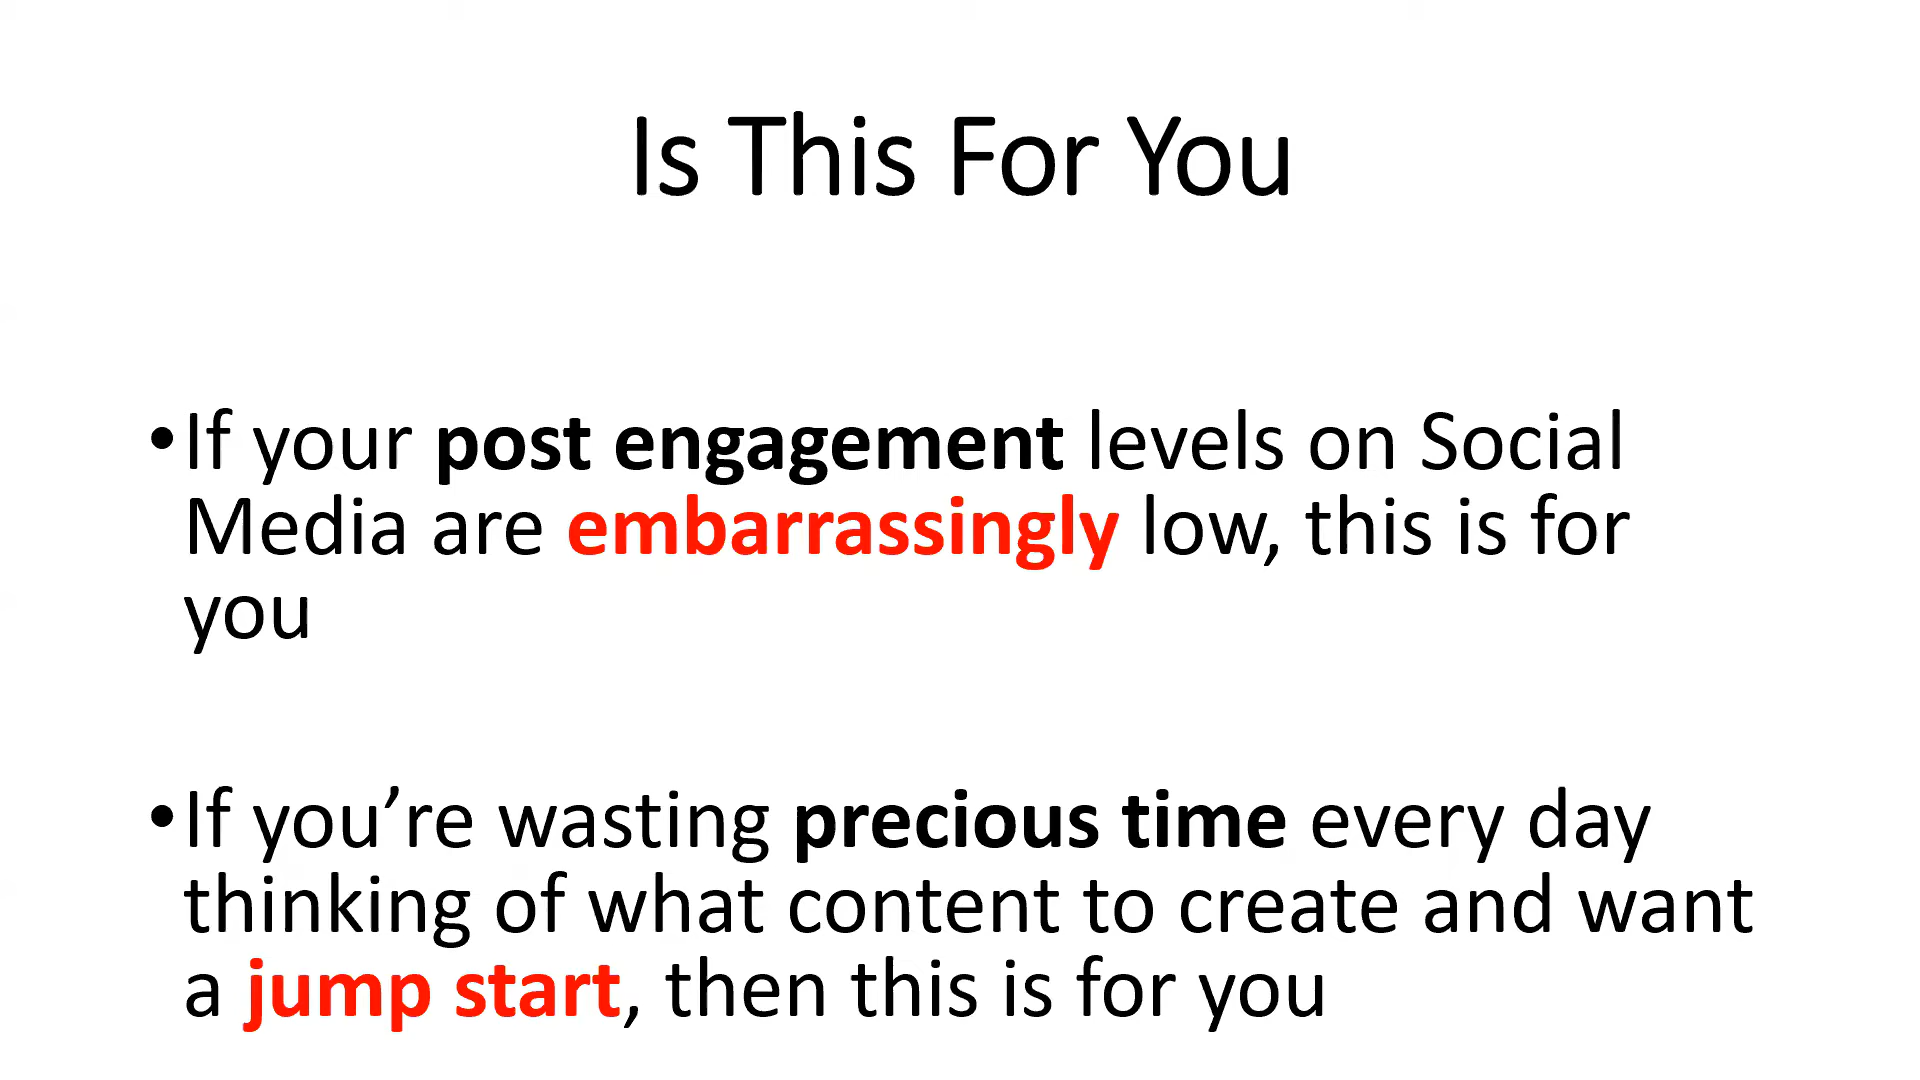 Is This For You
•If your post engagement levels on Social
Media are embarrassingly low, this is for
you
•If you’re wasting precious time every day
thinking of what content to create and want
a jump start, then this is for you